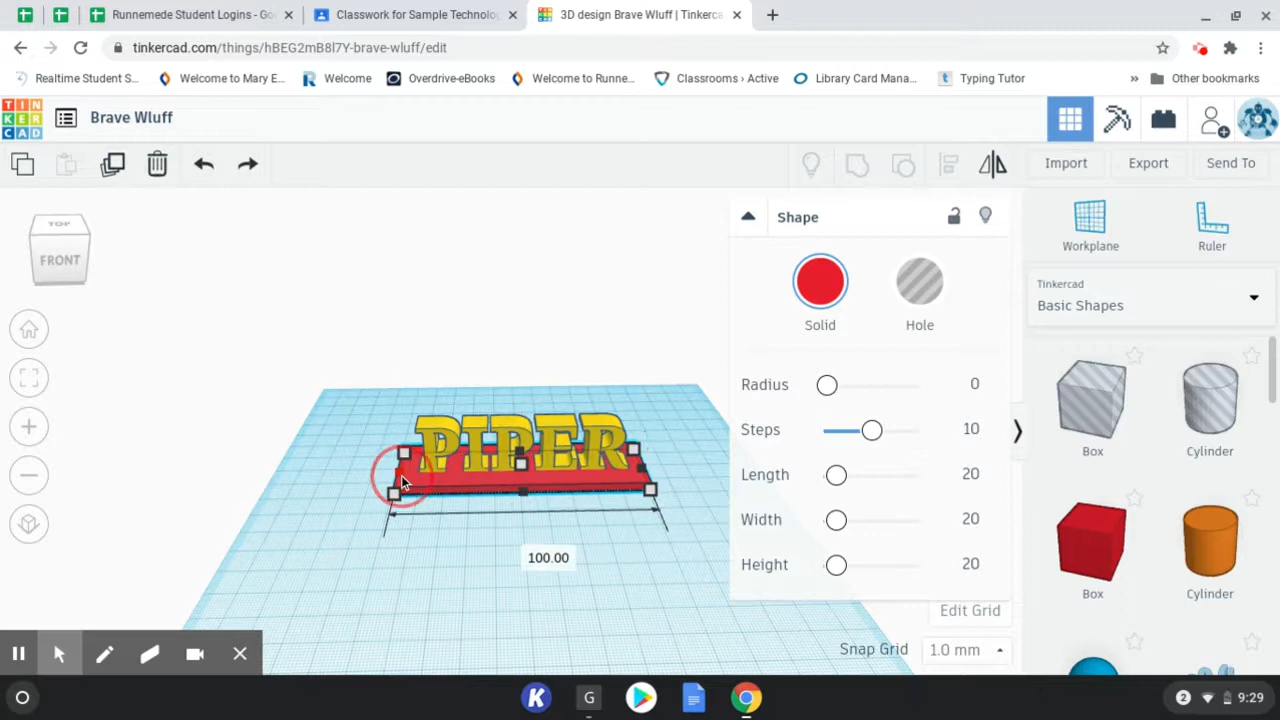 Runnemede Student Logins - Go
Classwork for Sample Technolo
3D design Brave Wluff | Tinkerca
tinkercad.com/things/hBEG2mB8l7Y-brave-wluff/edit
Realtime Student S...
Welcome to Mary E...
Welcome
Overdrive-eBooks
Welcome to Runne...
Classrooms › Active
Library Card Mana...
Typing Tutor
»
Other bookmarks
TIN
KER
CAD
Brave Wluff
Import
Export
Send To
TOP
FRONT
Shape
Solid
Hole
Radius 0
Steps 10
Length 20
Width 20
Height 20
PIPER
100.00
Edit Grid
Snap Grid 1.0 mm
Workplane
Ruler
Tinkercad
Basic Shapes
Box
Cylinder
Box
Cylinder
K
G
2
9:29